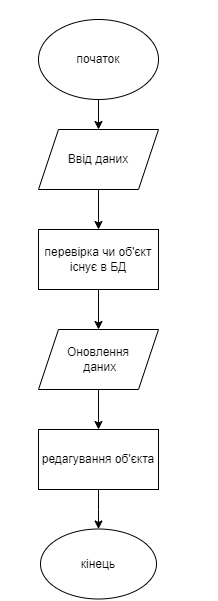 початок
Ввід даних
перевірка чи об'єкт
існує в БД
Оновлення
даних
редагування об'єкта
кінець